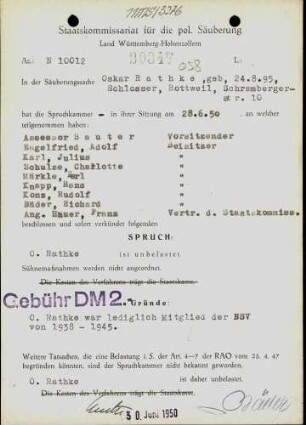 Staatskommissariat für die pol. Säuberung
Land Württemberg-Hohenzollern
Az: N 10012
L:
038
In der Säuberungssache Oskar Rathke, geb. 24.8.95,
Schlosser, Rottweil, Schramberger-
str. 10
hat die Spruchkammer – in ihrer Sitzung am 28.6.50 an welcher
teilgenommen haben:
Assessor Sauter Vorsitzender
Nagelfried, Adolf Beisitzer
Karl, Julius "
Schulze, Charlotte "
Märkle, Karl "
Knapp, Hans "
Kons, Rudolf "
Bäder, Richard "
Ang. Hauer, Franz Vertr. d. Staatskommiss.
beschlossen und sofort verkündet folgenden
SPRUCH:
O. Rathke ist unbelastet
Sühnemaßnahmen werden nicht angeordnet.
Die Kosten des Verfahrens trägt die Staatskasse.
Gebühr DM 2.-
Gründe:
O. Rathke war lediglich Mitglied der NSV
von 1938 - 1945.
Weitere Tatsachen, die eine Belastung i. S. der Art. 4—7 der RAO vom 25. 4. 47
begründen könnten, sind der Spruchkammer nicht bekannt geworden.
O. Rathke ist daher unbelastet.
Die Kosten des Verfahrens trägt die Staatskasse.
30. Juni 1950